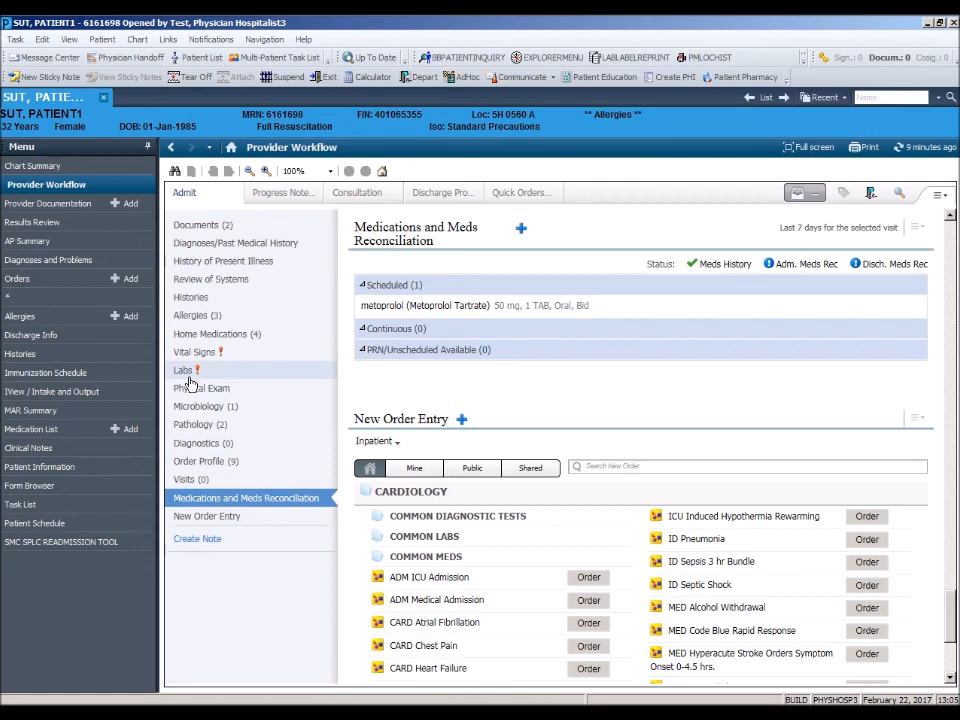 SUT, PATIENT1 - 6161698 Opened by Test, Physician Hospitalist3
Task Edit View Patient Chart Links Notifications Navigation Help
Message Center Physician Handoff Patient List Multi-Patient Task List Up To Date BBPATIENTINQUIRY EXPLORERMENU LABLABELREPRINT PMLOCHIST Sign.: 0 Docum.: 0 Cosig.: 0
New Sticky Note View Sticky Notes Tear Off Attach Suspend Exit Calculator Depart AdHoc Communicate Patient Education Create PHI Patient Pharmacy
SUT, PATIE... List Recent Name
SUT, PATIENT1 MRN: 6161698 FIN: 401065355 Loc: 5H 0560 A ** Allergies **
32 Years Female DOB: 01-Jan-1985 Full Resuscitation Iso: Standard Precautions
Menu
Provider Workflow Full screen Print 9 minutes ago
100%
Chart Summary
Provider Workflow
Provider Documentation Add
Results Review
AP Summary
Diagnoses and Problems
Orders Add
*
Allergies Add
Discharge Info
Histories
Immunization Schedule
IView / Intake and Output
MAR Summary
Medication List Add
Clinical Notes
Patient Information
Form Browser
Task List
Patient Schedule
SMC SPLC READMISSION TOOL
Admit Progress Note... Consultation Discharge Pro... Quick Orders...
Documents (2)
Diagnoses/Past Medical History
History of Present Illness
Review of Systems
Histories
Allergies (3)
Home Medications (4)
Vital Signs !
Labs !
Physical Exam
Microbiology (1)
Pathology (2)
Diagnostics (0)
Order Profile (9)
Visits (0)
Medications and Meds Reconciliation
New Order Entry
Create Note
Medications and Meds
Reconciliation
Last 7 days for the selected visit
Status: Meds History Adm. Meds Rec Disch. Meds Rec
Scheduled (1)
metoprolol (Metoprolol Tartrate) 50 mg, 1 TAB, Oral, Bid
Continuous (0)
PRN/Unscheduled Available (0)
New Order Entry
Inpatient
Mine Public Shared Search New Order
CARDIOLOGY
COMMON DIAGNOSTIC TESTS
COMMON LABS
COMMON MEDS
ADM ICU Admission Order
ADM Medical Admission Order
CARD Atrial Fibrillation Order
CARD Chest Pain Order
CARD Heart Failure Order
ICU Induced Hypothermia Rewarming Order
ID Pneumonia Order
ID Sepsis 3 hr Bundle Order
ID Septic Shock Order
MED Alcohol Withdrawal Order
MED Code Blue Rapid Response Order
MED Hyperacute Stroke Orders Symptom Order
Onset 0-4.5 hrs.
BUILD PHYSHOSP3 February 22, 2017 13:05